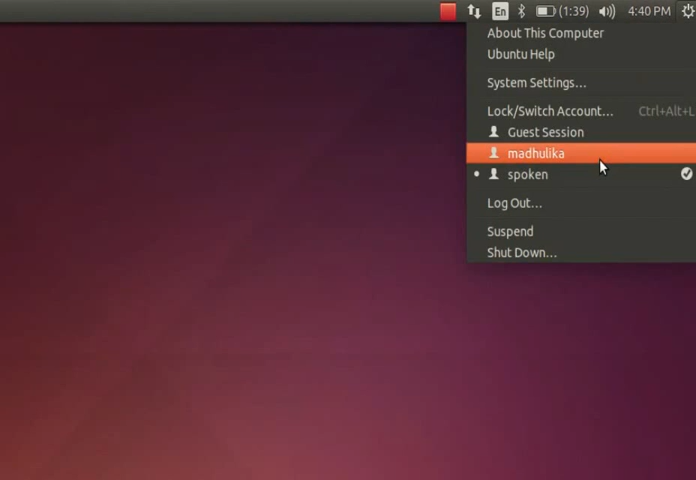 En (1:39) 4:40 PM
About This Computer
Ubuntu Help
System Settings...
Lock/Switch Account... Ctrl+Alt+L
Guest Session
madhulika
spoken
Log Out...
Suspend
Shut Down...